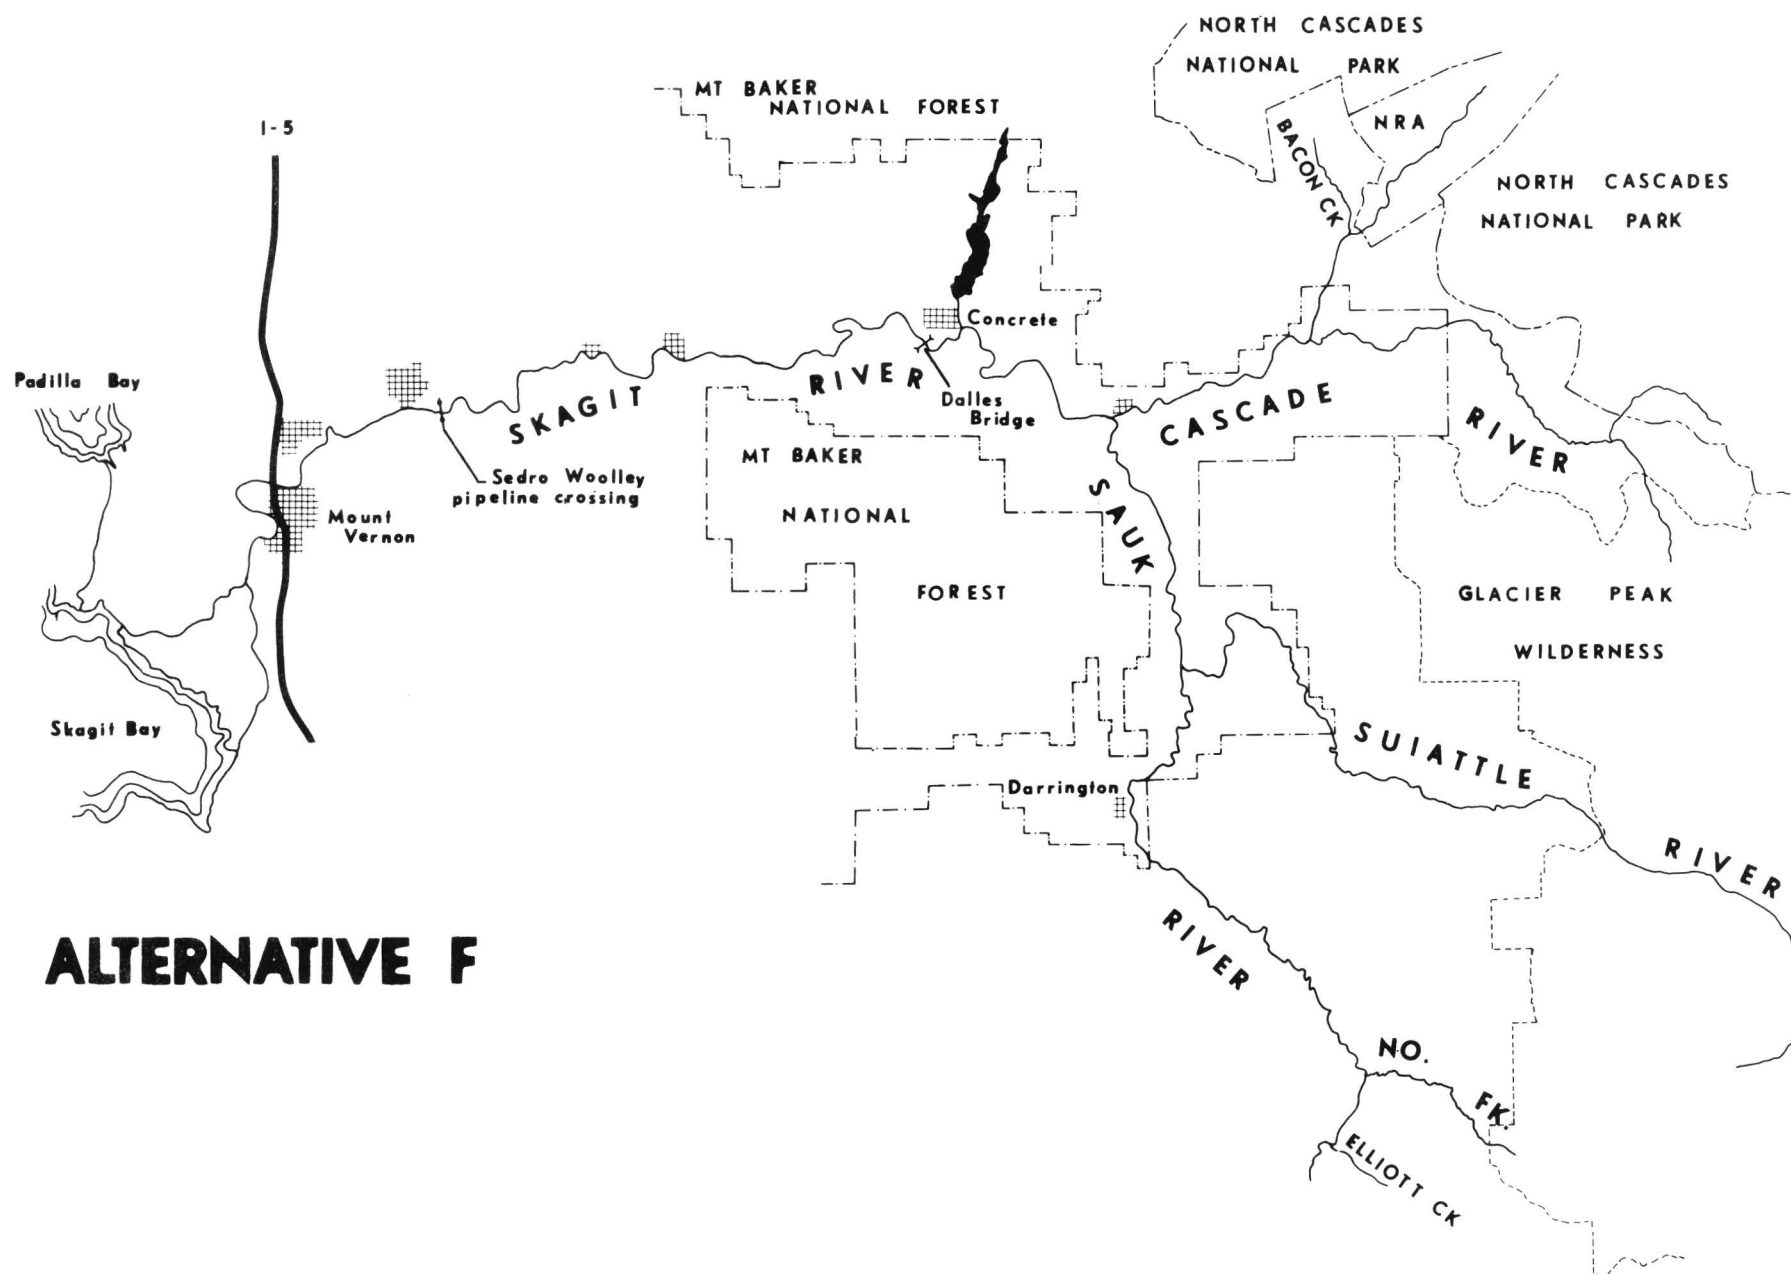 NORTH CASCADES
NATIONAL PARK
MT BAKER
NATIONAL FOREST
I-5
NRA
BACON CK
NORTH CASCADES
NATIONAL PARK
Concrete
Padilla Bay
SKAGIT RIVER
Dalles
Bridge
CASCADE RIVER
MT BAKER
NATIONAL
FOREST
Sedro Woolley
pipeline crossing
Mount
Vernon
SAUK
GLACIER PEAK
WILDERNESS
Skagit Bay
SUIATTLE RIVER
Darrington
RIVER
ALTERNATIVE F
NO. FK.
ELLIOTT CK